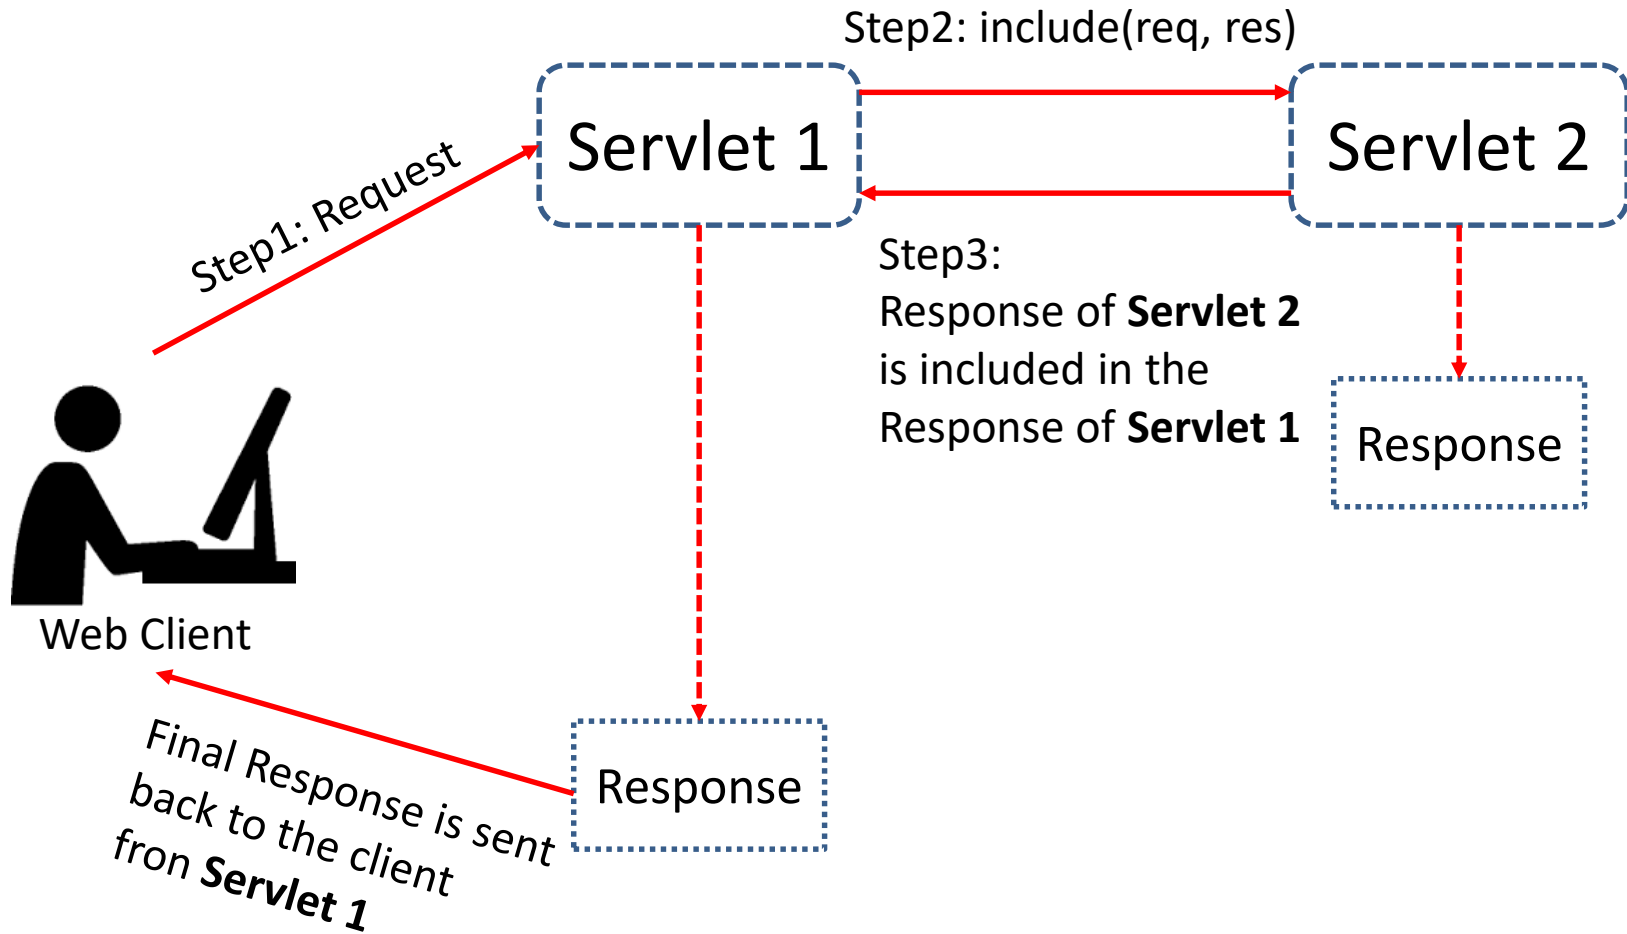 Step2: include(req, res)
Servlet 1
Servlet 2
Step1: Request
Step3:
Response of Servlet 2
is included in the
Response of Servlet 1
Response
Web Client
Final Response is sent
back to the client
fron Servlet 1
Response